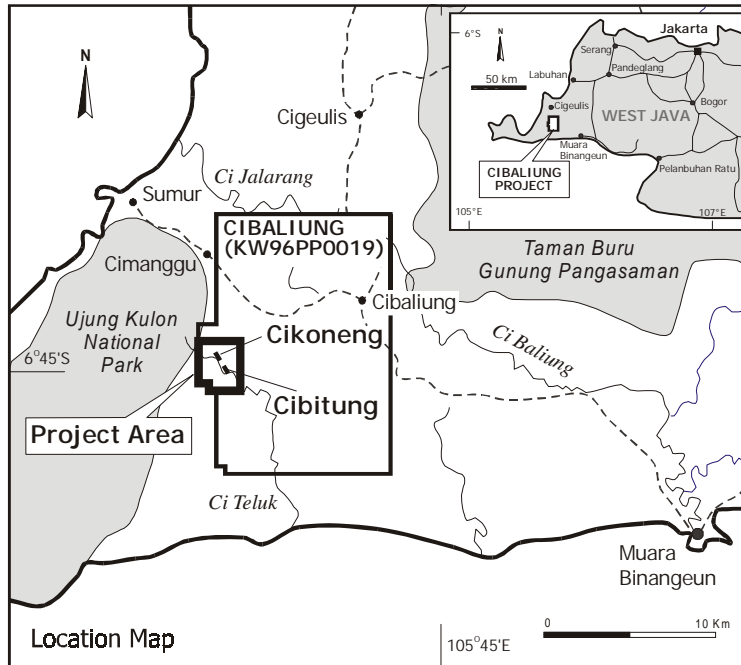 N
Cigeulis
Ci Jalarang
Sumur
CIBALIUNG
(KW96PP0019)
Cimanggu
Cibaliung
Ujung Kulon
National
Park
6°45'S
Cikoneng
Cibitung
Project Area
Ci Baliung
Ci Teluk
Taman Buru
Gunung Pangasaman
Muara
Binangeun
Location Map
105°45'E
0
10 Km
6°S
N
Jakarta
Serang
Pandeglang
Labuhan
50 km
Cigeulis
Bogor
WEST JAVA
Muara
Binangeun
CIBALIUNG
PROJECT
Pelanbuhan Ratu
105°E
107°E